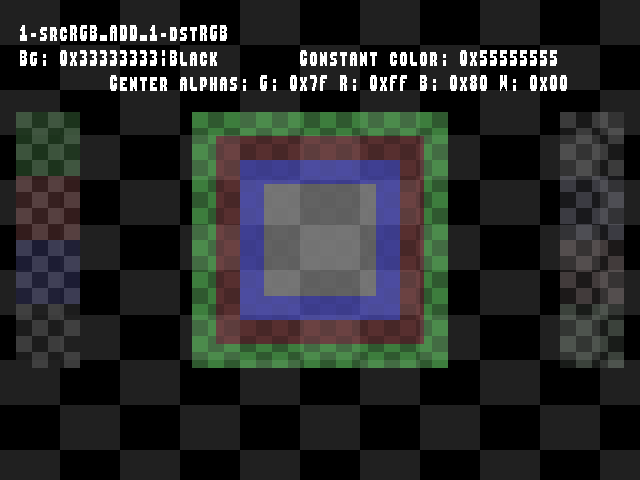 1-srcRGB_ADD_1-dstRGB
Bg: 0x33333333;Black Constant color: 0x55555555
Center alphas: G: 0x7f R: 0xff B: 0x80 W: 0x00